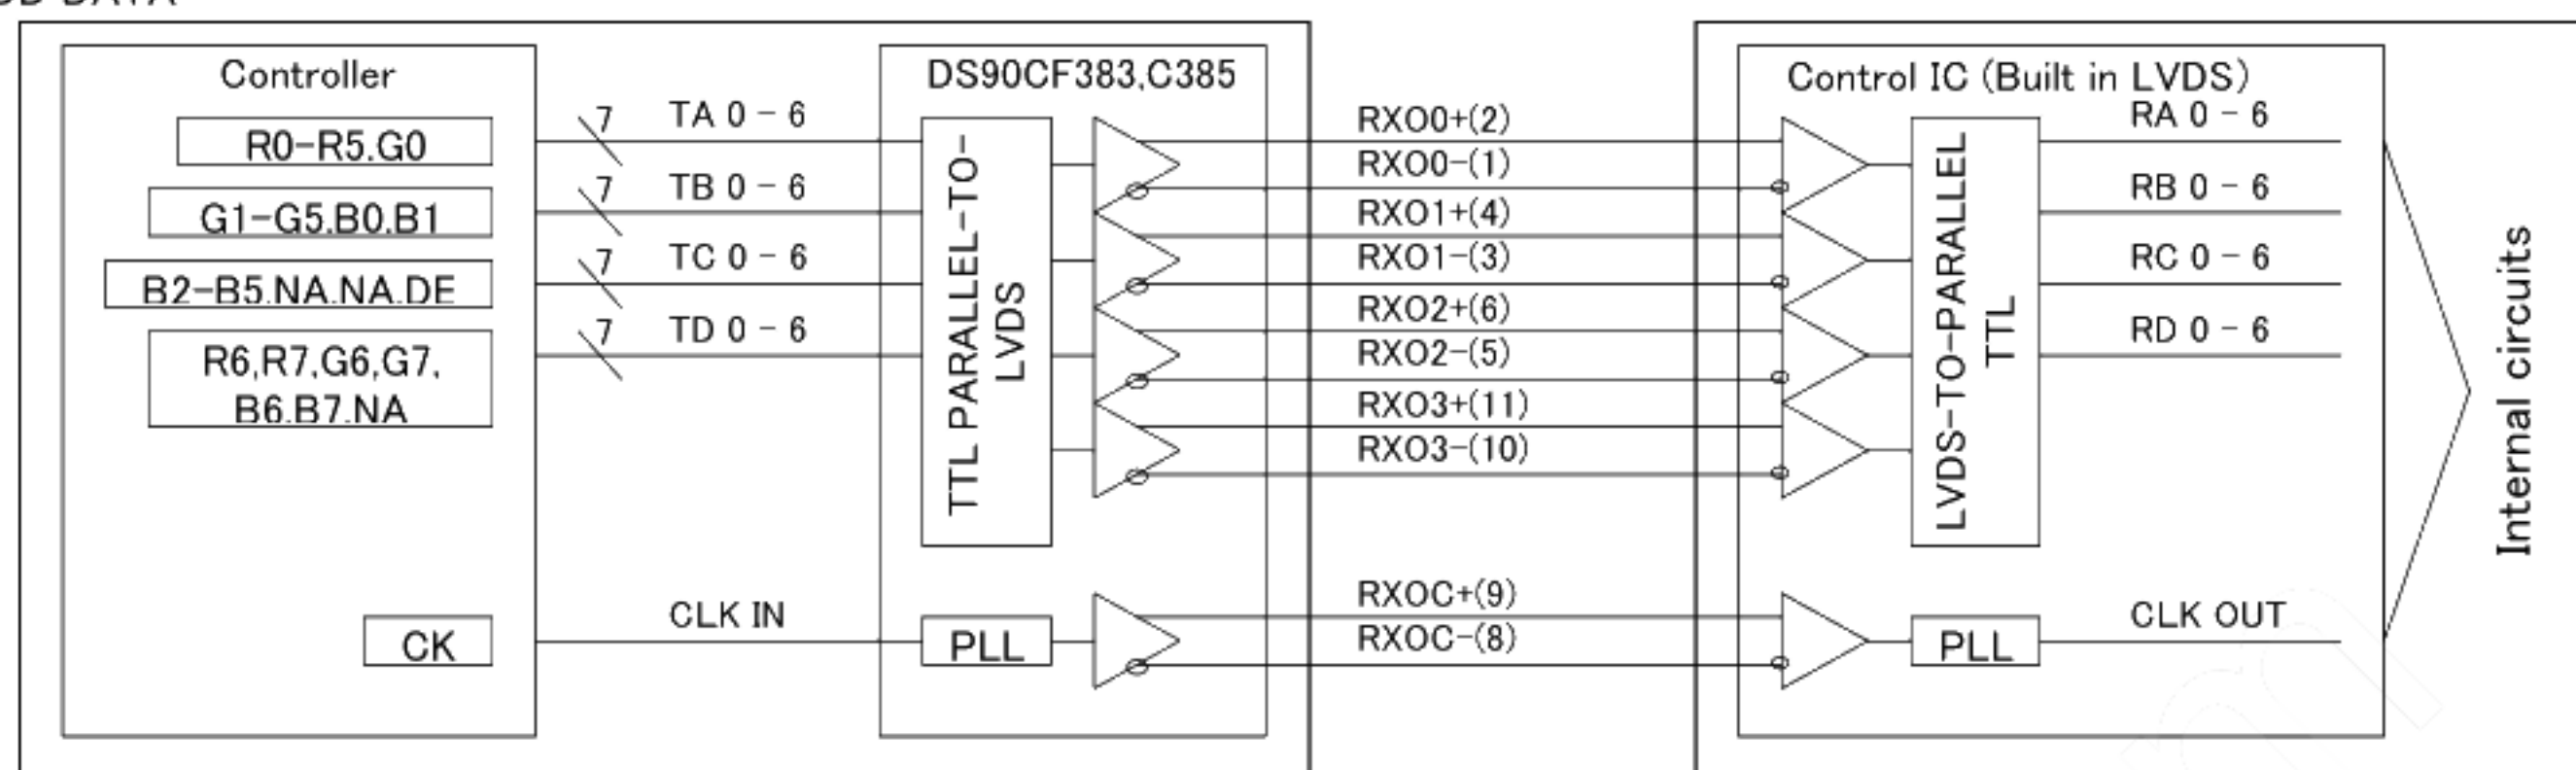 Controller
R0-R5.G0
G1-G5.B0.B1
B2-B5.NA.NA.DE
R6,R7,G6,G7,
B6.B7.NA
CK
7
TA 0 - 6
7
TB 0 - 6
7
TC 0 - 6
7
TD 0 - 6
CLK IN
DS90CF383,C385
TTL PARALLEL-TO-
LVDS
PLL
RXO0+(2)
RXO0-(1)
RXO1+(4)
RXO1-(3)
RXO2+(6)
RXO2-(5)
RXO3+(11)
RXO3-(10)
RXOC+(9)
RXOC-(8)
Control IC (Built in LVDS)
LVDS-TO-PARALLEL
TTL
PLL
RA 0 - 6
RB 0 - 6
RC 0 - 6
RD 0 - 6
CLK OUT
Internal circuits